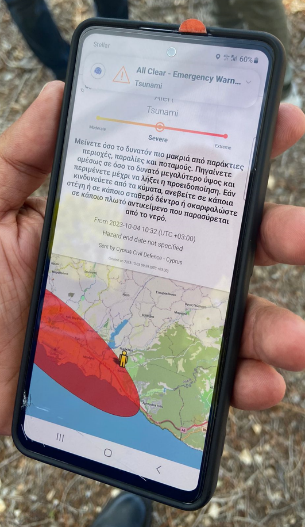 60%
All Clear - Emergency Warn...
Tsunami
Tsunami
Severe
Extreme
Μείνετε όσο το δυνατόν πιο μακριά από παράκτιες
περιοχές, παραλίες και ποταμούς. Πηγαίνετε
αμέσως σε όσο το δυνατό μεγαλύτερο ύψος και
περιμένετε μέχρι να λήξει η προειδοποίηση. Εάν
κινδυνεύετε από τα κύματα, ανεβείτε σε κάποια
στέγη ή σε κάποιο σταθερό δέντρο ή σκαρφαλώστε
σε κάποιο πλωτό αντικείμενο που παρασύρεται
από το νερό.
From 2023-10-04 10:32 (UTC +03:00)
Hazard end date not specified
Sent by Cyprus Civil Defence - Cyprus